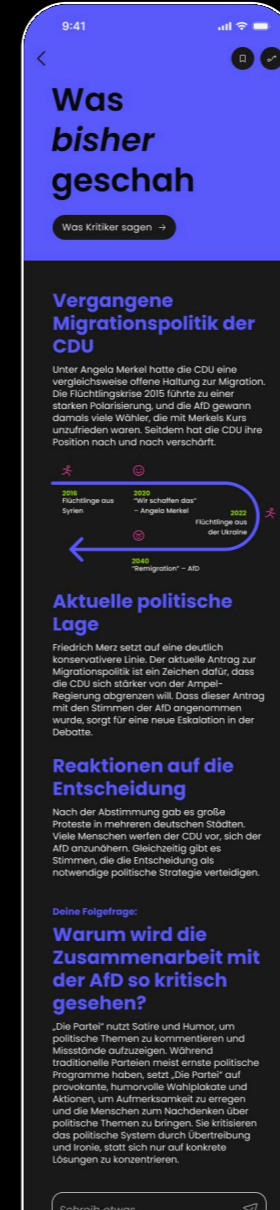 9:41
Was
bisher
geschah
Was Kritiker sagen →
Vergangene
Migrationspolitik der
CDU
Unter Angela Merkel hatte die CDU eine
vergleichsweise offene Haltung zur Migration.
Die Flüchtlingskrise 2015 führte zu einer
starken Polarisierung, und die AfD gewann
damals viele Wähler, die mit Merkels Kurs
unzufrieden waren. Seitdem hat die CDU ihre
Position nach und nach verschärft.
2016
Flüchtlinge aus
Syrien
2020
"Wir schaffen das"
– Angela Merkel
2022
Flüchtlinge aus
der Ukraine
2040
"Remigration" – AfD
Aktuelle politische
Lage
Friedrich Merz setzt auf eine deutlich
konservativere Linie. Der aktuelle Antrag zur
Migrationspolitik ist ein Zeichen dafür, dass
die CDU sich stärker von der Ampel-
Regierung abgrenzen will. Dass dieser Antrag
mit den Stimmen der AfD angenommen
wurde, sorgt für eine neue Eskalation in der
Debatte.
Reaktionen auf die
Entscheidung
Nach der Abstimmung gab es große
Proteste in mehreren deutschen Städten.
Viele Menschen werfen der CDU vor, sich der
AfD anzunähern. Gleichzeitig gibt es
Stimmen, die die Entscheidung als
notwendige politische Strategie verteidigen.
Deine Folgefrage:
Warum wird die
Zusammenarbeit mit
der AfD so kritisch
gesehen?
„Die Partei" nutzt Satire und Humor, um
politische Themen zu kommentieren und
Missstände aufzuzeigen. Während
traditionelle Parteien meist ernste politische
Programme haben, setzt „Die Partei" auf
provokante, humorvolle Wahlplakate und
Aktionen, um Aufmerksamkeit zu erregen
und die Menschen zum Nachdenken über
politische Themen zu bringen. Sie kritisieren
das politische System durch Übertreibung
und Ironie, statt sich nur auf konkrete
Lösungen zu konzentrieren.
Schreib etwas